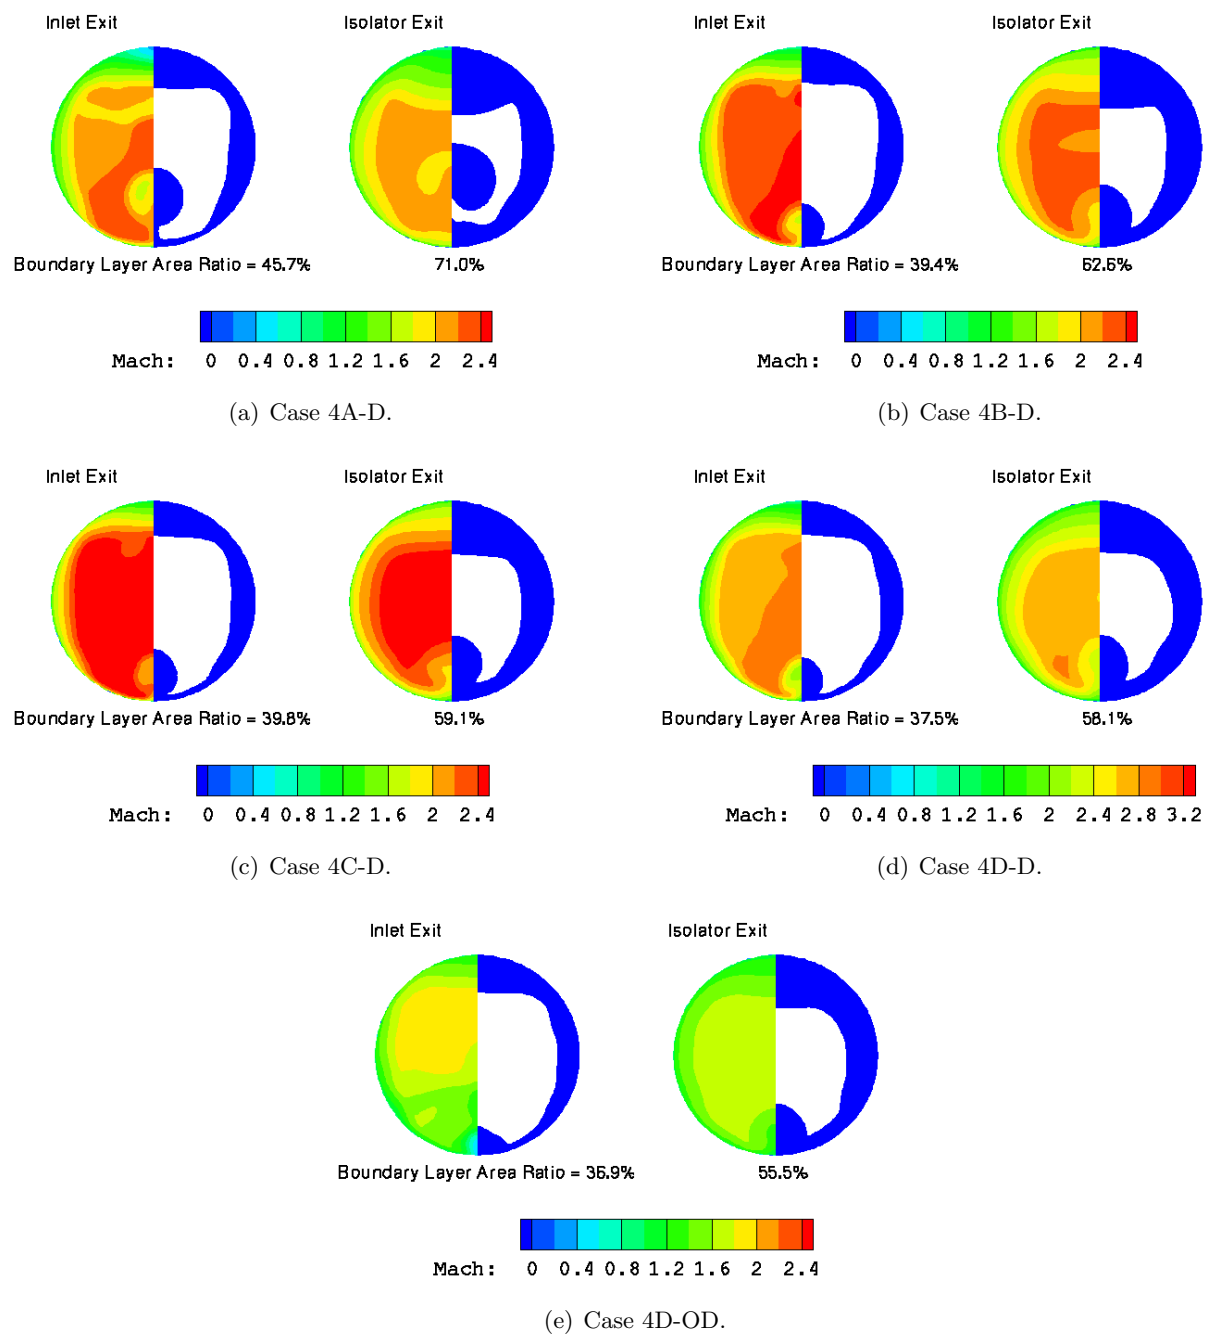 Inlet Exit Isolator Exit
Boundary Layer Area Ratio = 45.7% 71.0%
Mach: 0 0.4 0.8 1.2 1.6 2 2.4
(a) Case 4A-D.
Inlet Exit Isolator Exit
Boundary Layer Area Ratio = 39.4% 62.6%
Mach: 0 0.4 0.8 1.2 1.6 2 2.4
(b) Case 4B-D.
Inlet Exit Isolator Exit
Boundary Layer Area Ratio = 39.8% 59.1%
Mach: 0 0.4 0.8 1.2 1.6 2 2.4
(c) Case 4C-D.
Inlet Exit Isolator Exit
Boundary Layer Area Ratio = 37.5% 58.1%
Mach: 0 0.4 0.8 1.2 1.6 2 2.4 2.8 3.2
(d) Case 4D-D.
Inlet Exit Isolator Exit
Boundary Layer Area Ratio = 36.9% 55.5%
Mach: 0 0.4 0.8 1.2 1.6 2 2.4
(e) Case 4D-OD.